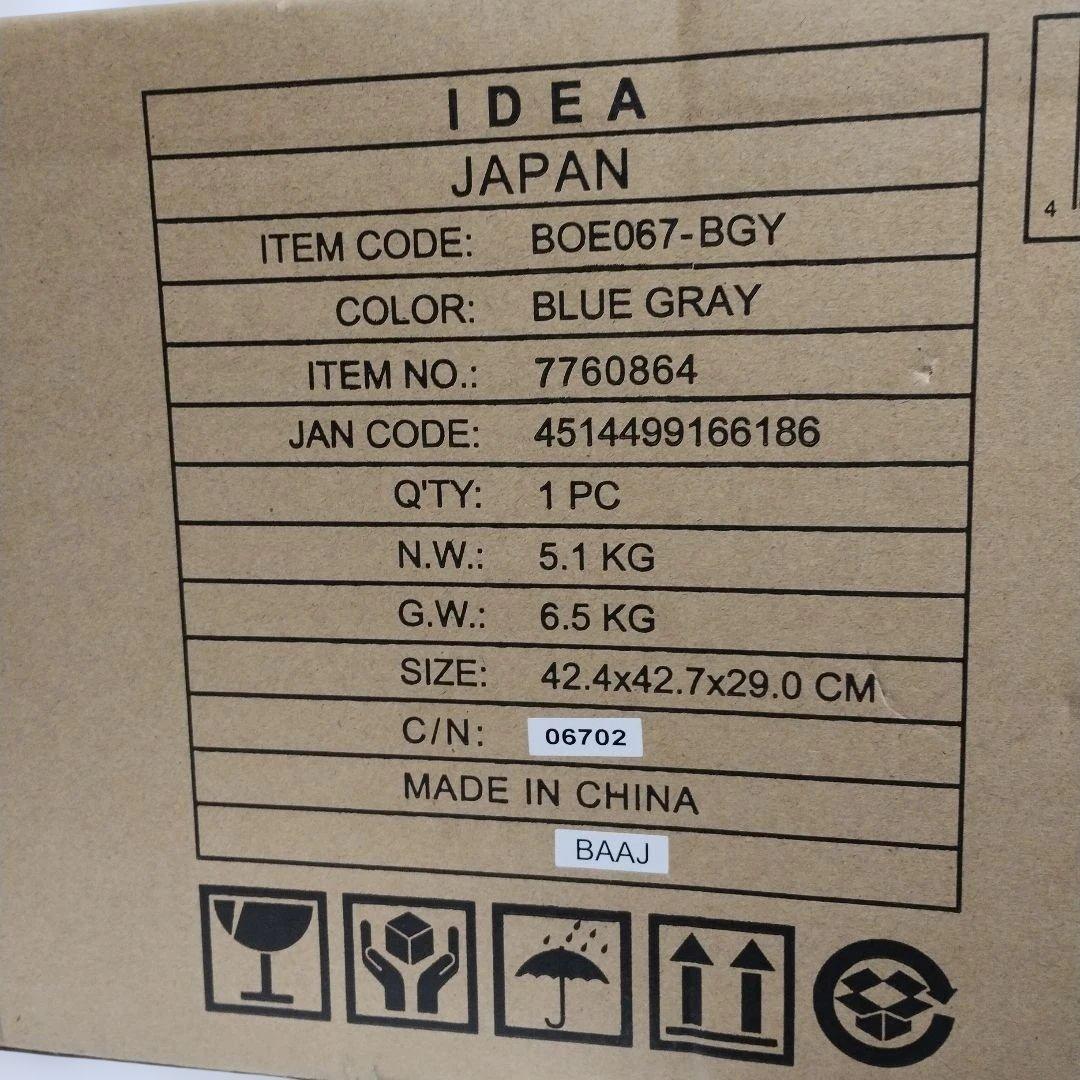 IDEA
JAPAN
ITEM CODE: BOE067-BGY
COLOR: BLUE GRAY
ITEM NO.: 7760864
JAN CODE: 4514499166186
Q'TY: 1 PC
N.W.: 5.1 KG
G.W.: 6.5 KG
SIZE: 42.4x42.7x29.0 CM
C/N: 06702
MADE IN CHINA
BAAJ
4